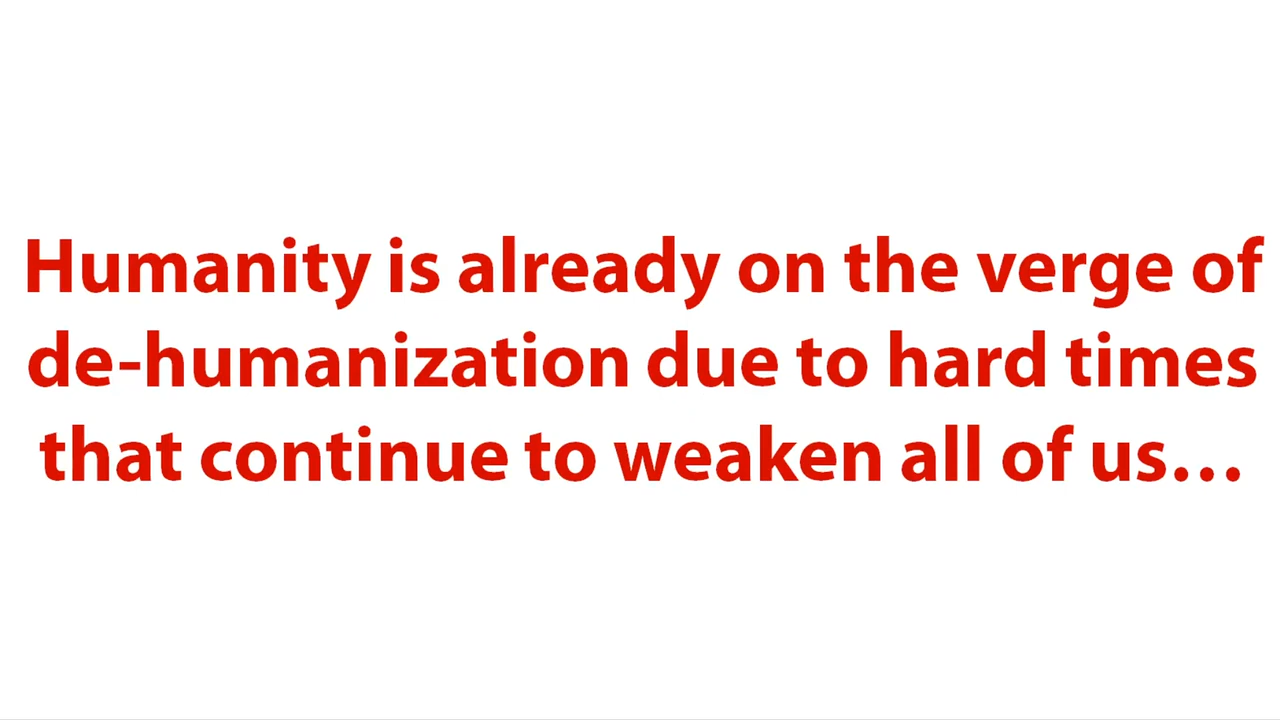 Humanity is already on the verge of
de-humanization due to hard times
that continue to weaken all of us...